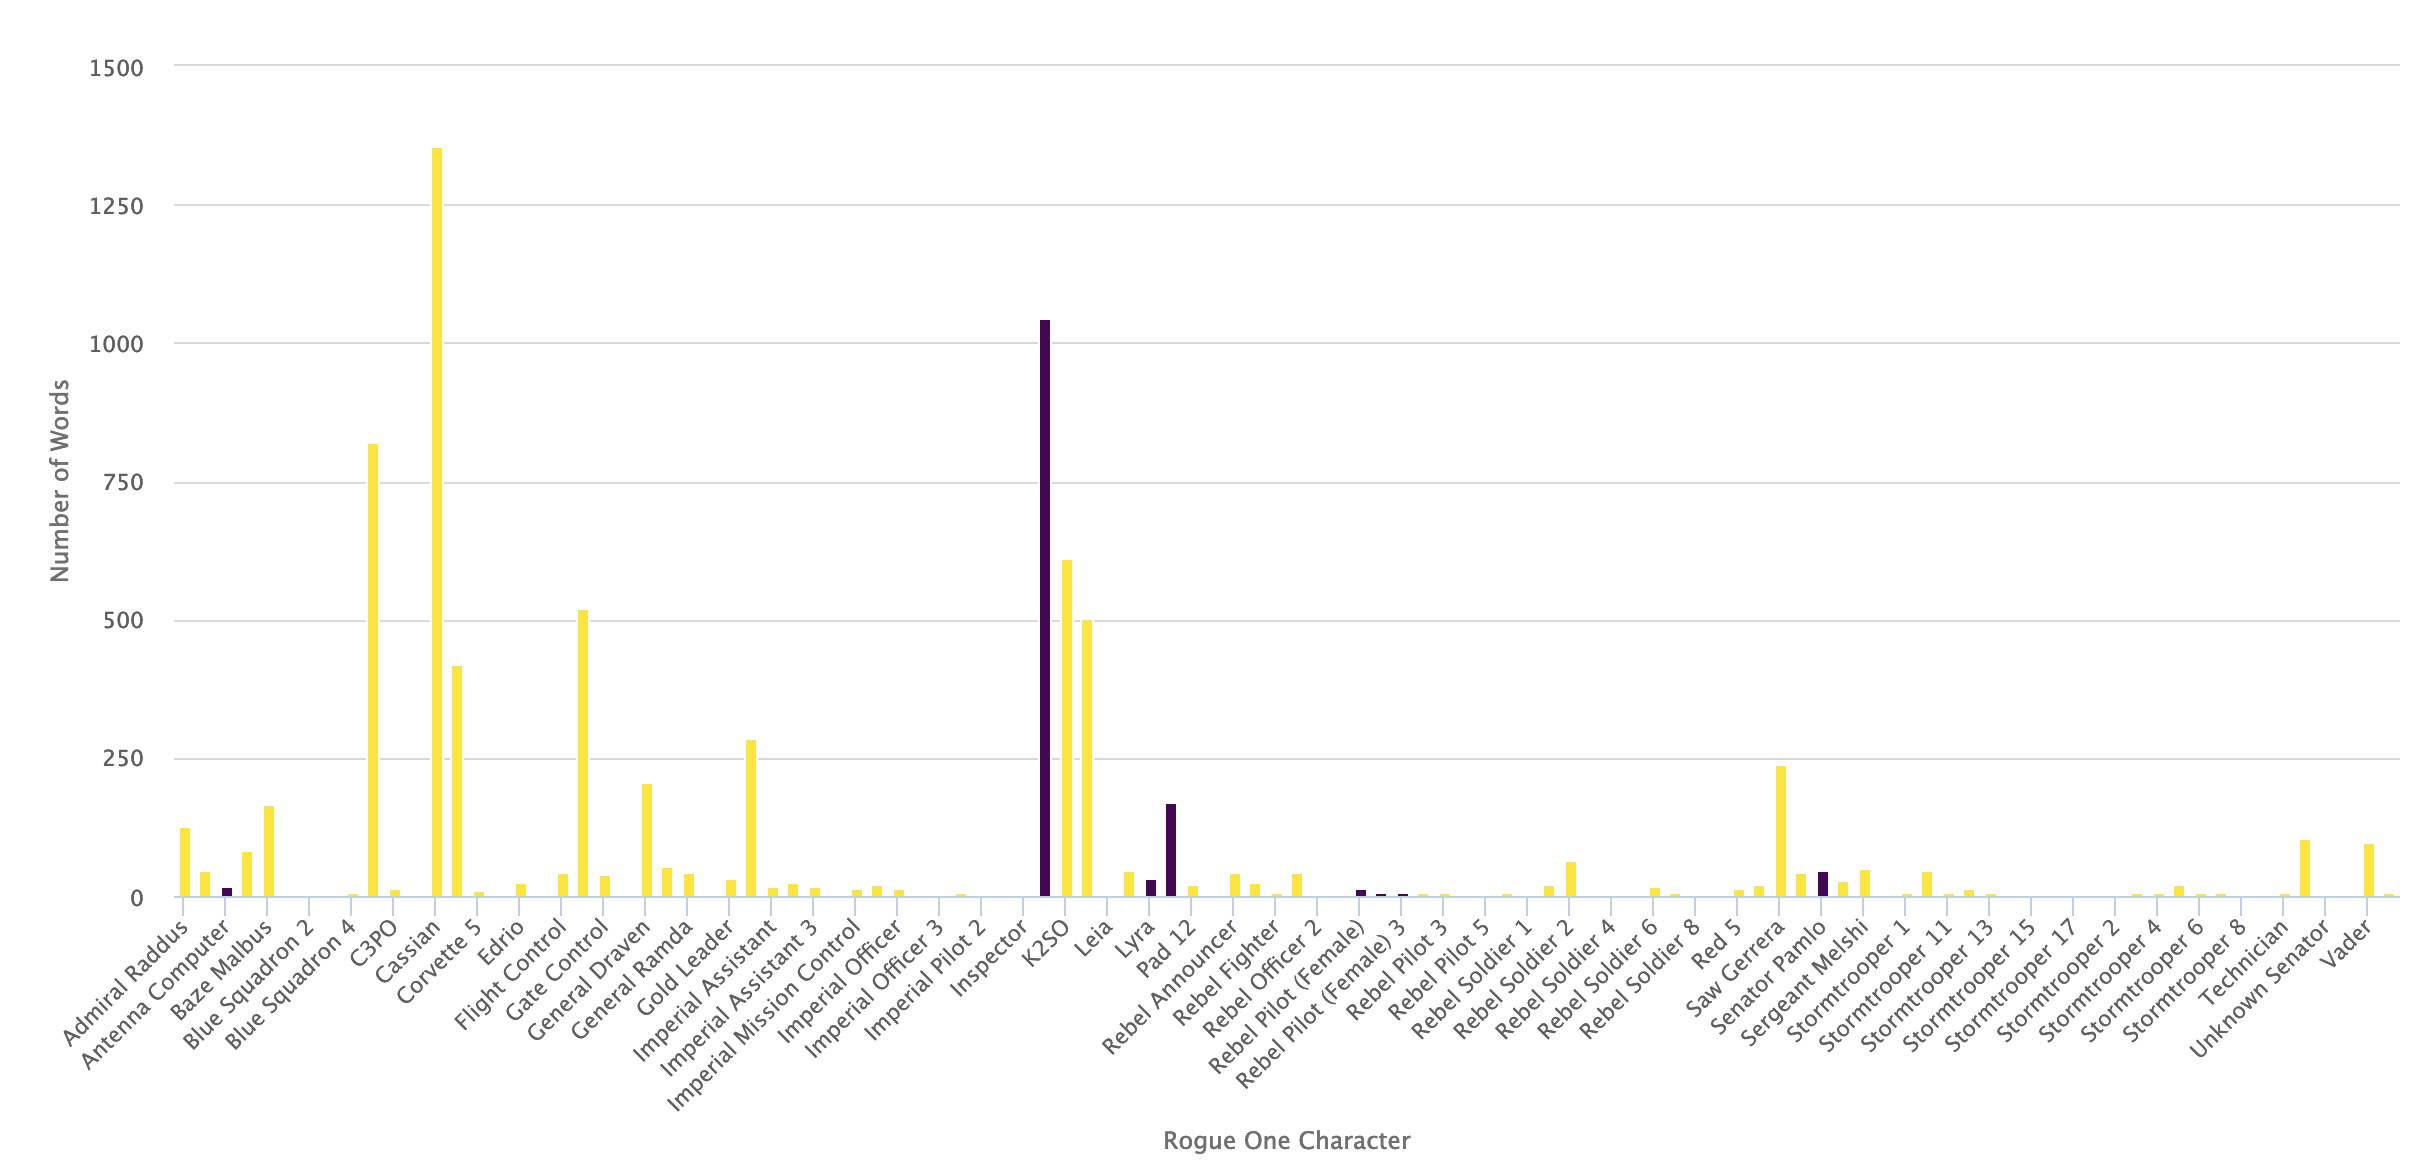 1500
1250
1000
750
500
250
0
Number of Words
Admiral Raddus
Antenna Computer
Baze Malbus
Blue Squadron 2
Blue Squadron 4
C3PO
Cassian
Corvette 5
Edrio
Flight Control
Gate Control
General Draven
General Ramda
Gold Leader
Imperial Assistant
Imperial Assistant 3
Imperial Mission Control
Imperial Officer
Imperial Officer 3
Imperial Pilot 2
Inspector
K2SO
Leia
Lyra
Pad 12
Rebel Announcer
Rebel Fighter
Rebel Officer 2
Rebel Pilot (Female)
Rebel Pilot (Female) 3
Rebel Pilot 3
Rebel Pilot 5
Rebel Soldier 1
Rebel Soldier 2
Rebel Soldier 4
Rebel Soldier 6
Rebel Soldier 8
Red 5
Saw Gerrera
Senator Pamlo
Sergeant Melshi
Stormtrooper 1
Stormtrooper 11
Stormtrooper 13
Stormtrooper 15
Stormtrooper 17
Stormtrooper 2
Stormtrooper 4
Stormtrooper 6
Stormtrooper 8
Technician
Unknown Senator
Vader
Rogue One Character